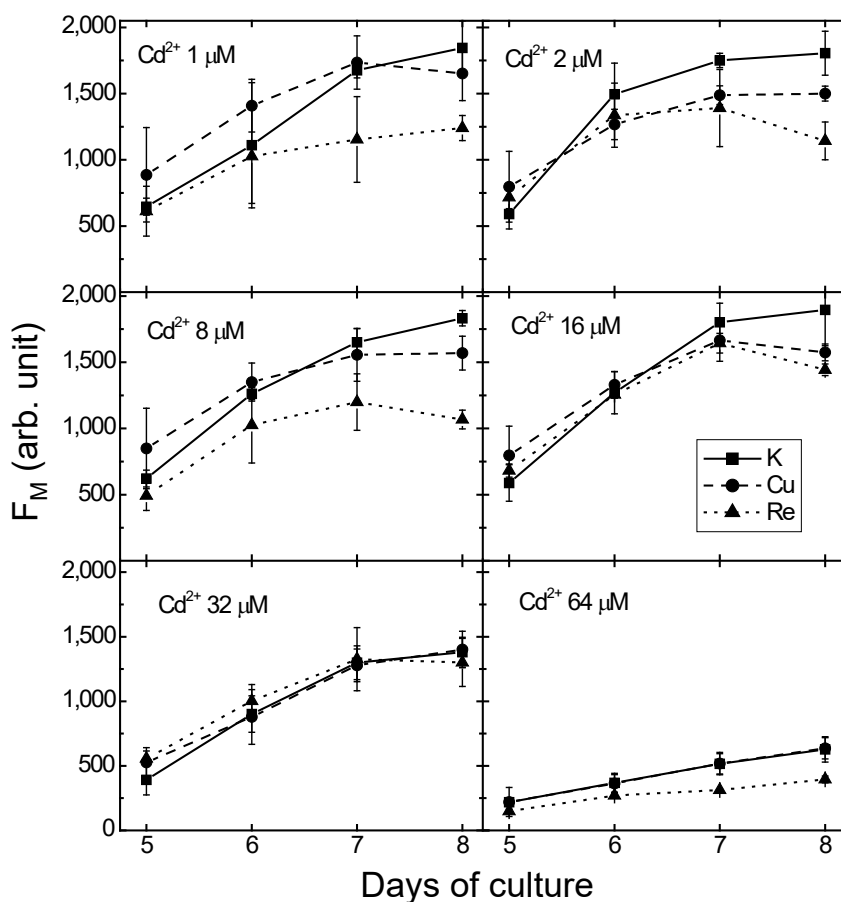 2,000
1,500
1,000
500
Cd²⁺ 1 μM
Cd²⁺ 2 μM
2,000
1,500
1,000
500
Cd²⁺ 8 μM
Cd²⁺ 16 μM
K
Cu
Re
2,000
1,500
1,000
500
0
Cd²⁺ 32 μM
Cd²⁺ 64 μM
5 6 7 8 5 6 7 8
F_M (arb. unit)
Days of culture